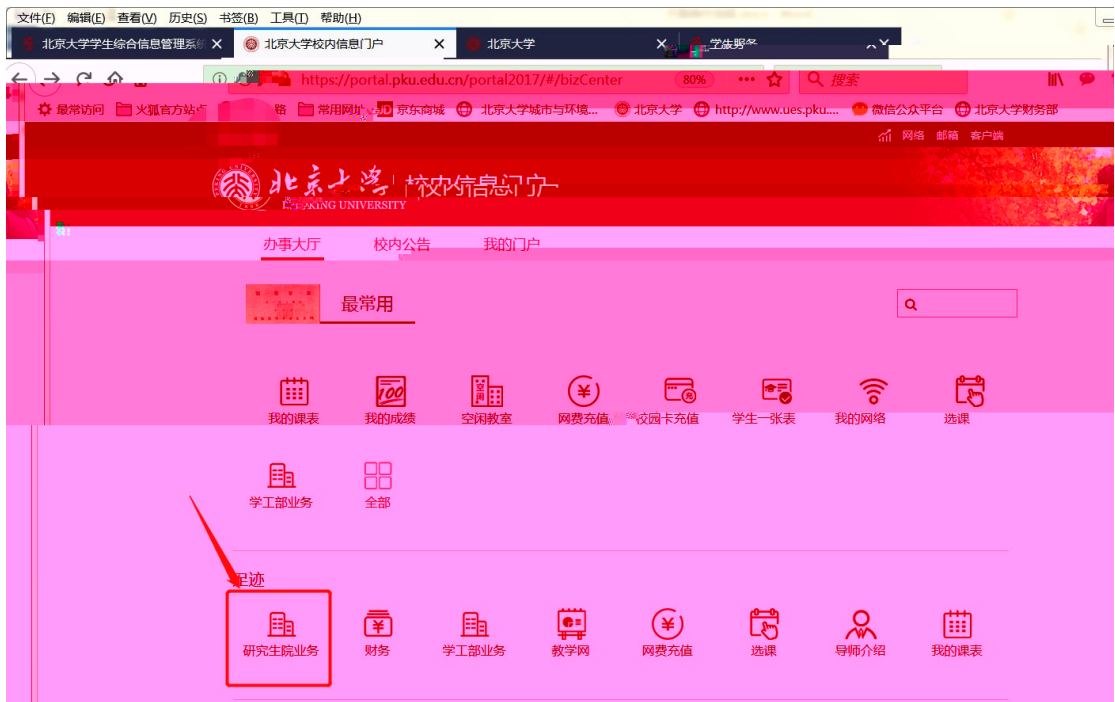 文件(F) 编辑(E) 查看(V) 历史(S) 书签(B) 工具(T) 帮助(H)
北京大学学生综合信息管理系统 × 北京大学校内信息门户 × 北京大学 ×
https://portal.pku.edu.cn/portal2017/#/bizCenter 80% 搜索
最常访问 火狐官方站点 常用网址 JD 京东商城 北京大学城市与环境... 北京大学 http://www.ues.pku.... 微信公众平台 北京大学财务部
网络 邮箱 客户端
北京大学 校内信息门户
PEKING UNIVERSITY
办事大厅 校内公告 我的门户
最常用
我的课表 我的成绩 空闲教室 网费充值 校园卡充值 学生一张表 我的网络 选课
学工部业务 全部
足迹
研究生院业务 财务 学工部业务 教学网 网费充值 选课 导师介绍 我的课表